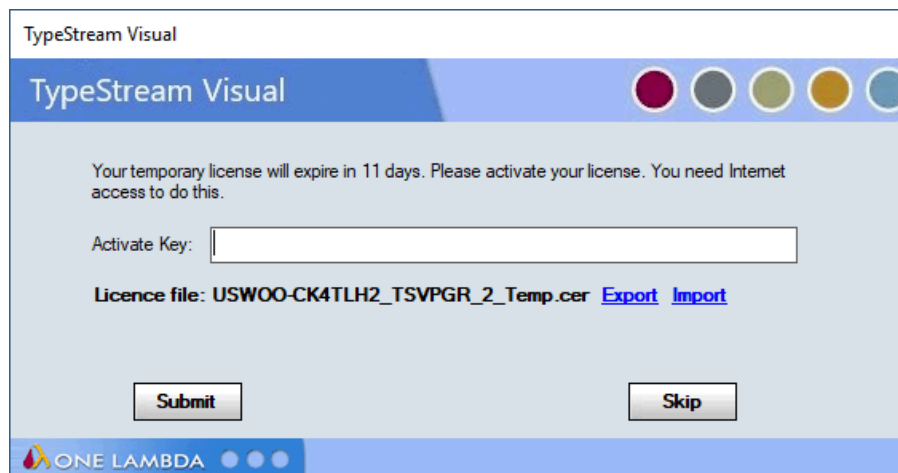 TypeStream Visual
TypeStream Visual
Your temporary license will expire in 11 days. Please activate your license. You need Internet
access to do this.
Activate Key:
Licence file: USWOO-CK4TLH2_TSVPGR_2_Temp.cer Export Import
Submit Skip
ONE LAMBDA